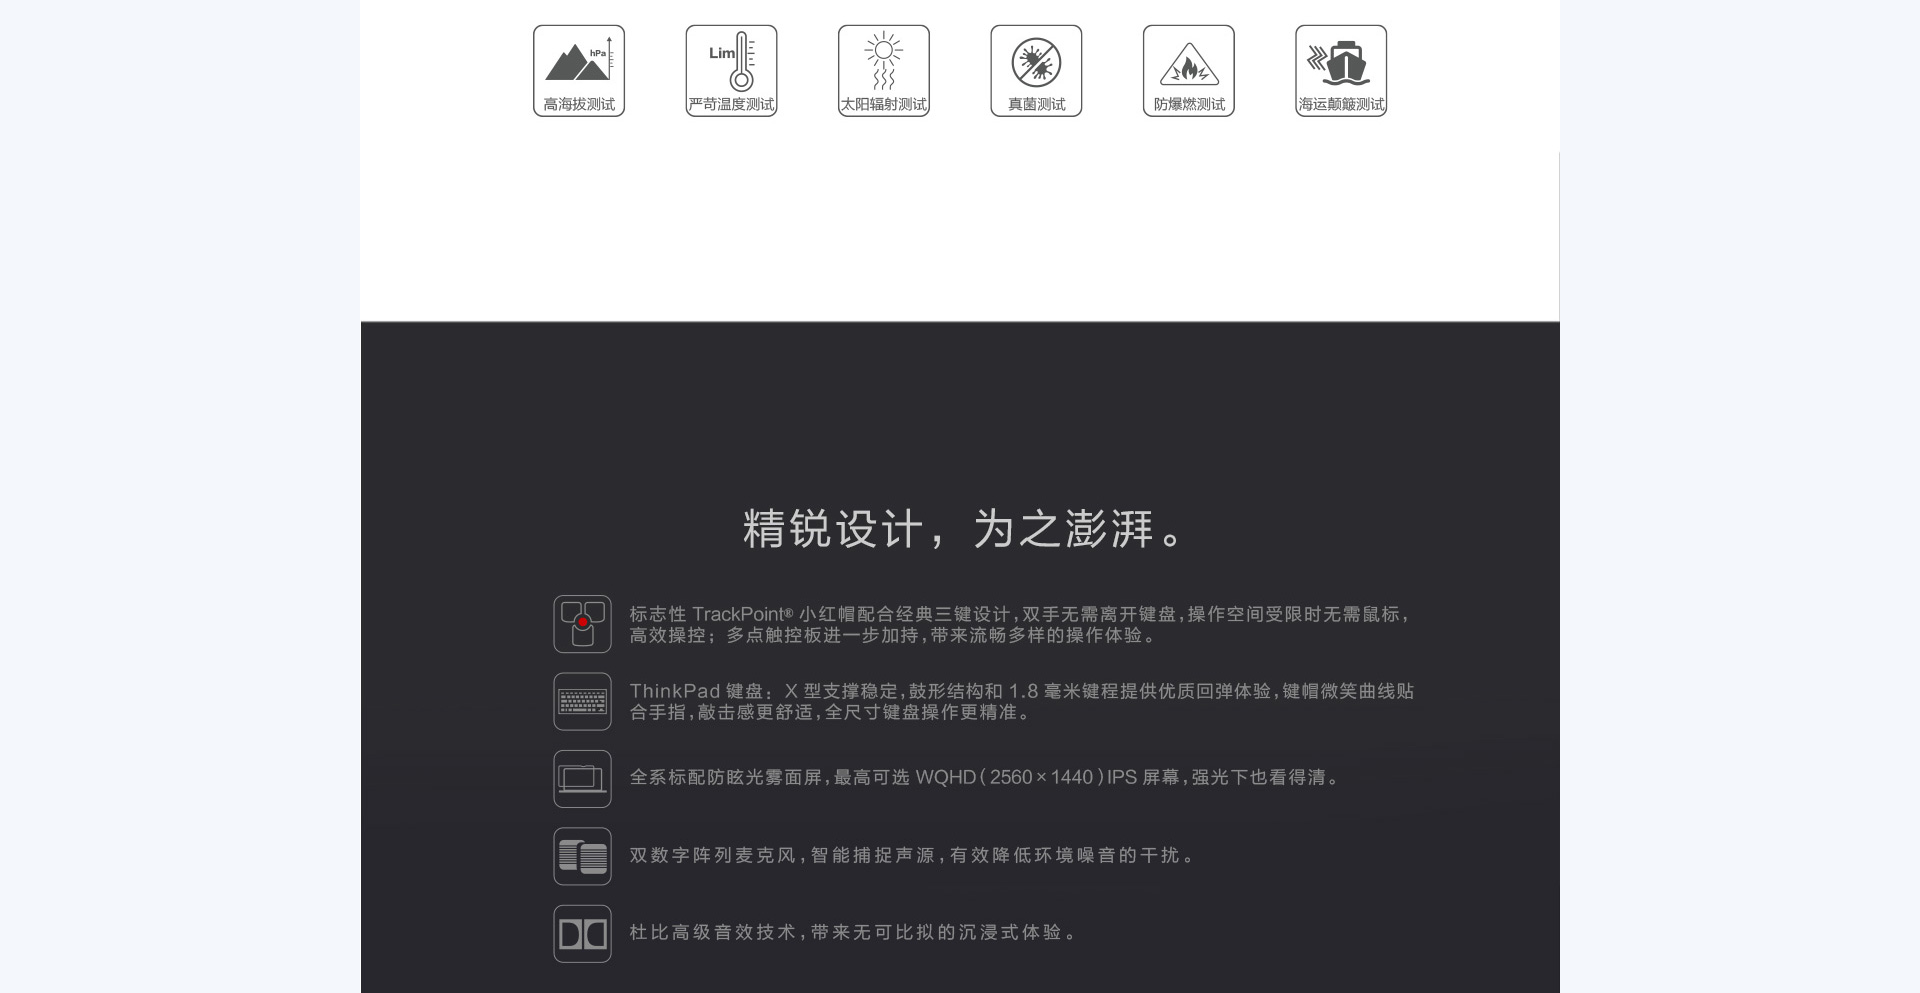 hPa
高海拔测试
Lim
严苛温度测试
太阳辐射测试
真菌测试
防爆燃测试
海运颠簸测试
精锐设计，为之澎湃。
标志性 TrackPoint® 小红帽配合经典三键设计，双手无需离开键盘，操作空间受限时无需鼠标，
高效操控；多点触控板进一步加持，带来流畅多样的操作体验。
ThinkPad 键盘：X 型支撑稳定，鼓形结构和 1.8 毫米键程提供优质回弹体验，键帽微笑曲线贴
合手指，敲击感更舒适，全尺寸键盘操作更精准。
全系标配防眩光雾面屏，最高可选 WQHD（2560×1440）IPS 屏幕，强光下也看得清。
双数字阵列麦克风，智能捕捉声源，有效降低环境噪音的干扰。
杜比高级音效技术，带来无可比拟的沉浸式体验。